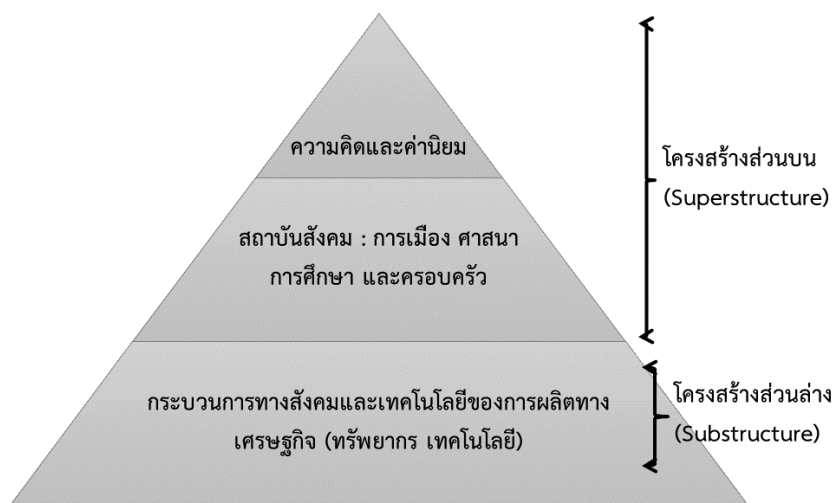 ความคิดและค่านิยม
สถาบันสังคม : การเมือง ศาสนา
การศึกษา และครอบครัว
กระบวนการทางสังคมและเทคโนโลยีของการผลิตทาง
เศรษฐกิจ (ทรัพยากร เทคโนโลยี)
โครงสร้างส่วนบน
(Superstructure)
โครงสร้างส่วนล่าง
(Substructure)